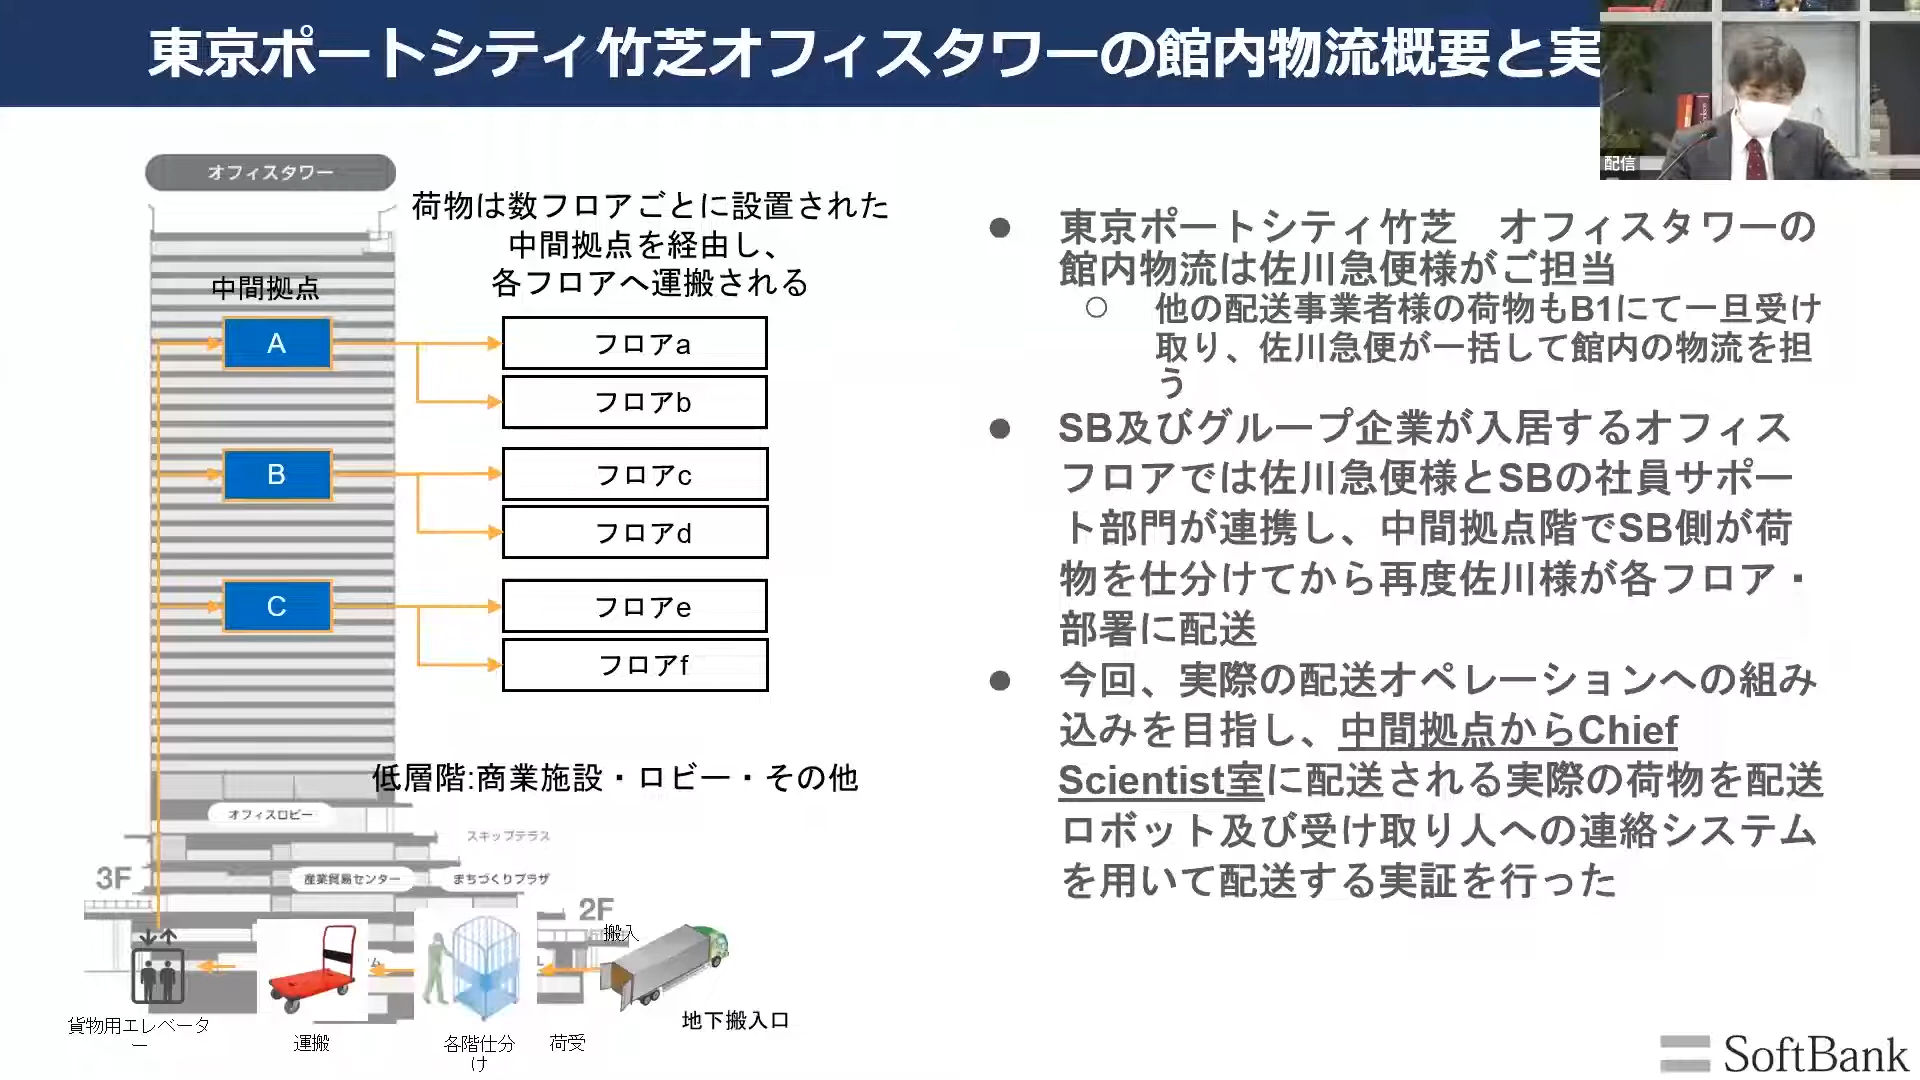 東京ポートシティ竹芝オフィスタワーの館内物流概要と実
配信
オフィスタワー
荷物は数フロアごとに設置された
中間拠点を経由し、
各フロアへ運搬される
中間拠点
A
フロアa
フロアb
B
フロアc
フロアd
C
フロアe
フロアf
低層階:商業施設・ロビー・その他
オフィスロビー
スキップテラス
3F
産業貿易センター
まちづくりプラザ
2F
搬入
地下搬入口
貨物用エレベータ
ー
運搬
各階仕分
け
荷受
● 東京ポートシティ竹芝　オフィスタワーの
館内物流は佐川急便様がご担当
○ 他の配送事業者様の荷物もB1にて一旦受け
取り、佐川急便が一括して館内の物流を担
う
● SB及びグループ企業が入居するオフィス
フロアでは佐川急便様とSBの社員サポー
ト部門が連携し、中間拠点階でSB側が荷
物を仕分けてから再度佐川様が各フロア・
部署に配送
● 今回、実際の配送オペレーションへの組み
込みを目指し、中間拠点からChief
Scientist室に配送される実際の荷物を配送
ロボット及び受け取り人への連絡システム
を用いて配送する実証を行った
SoftBank